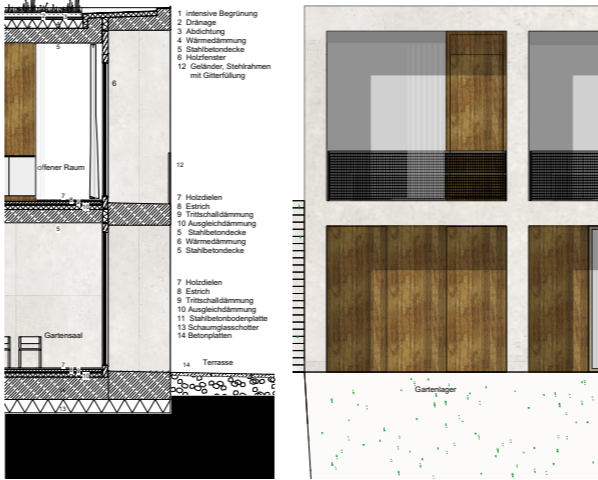 1 intensive Begrünung
2 Dränage
3 Abdichtung
4 Wärmedämmung
5 Stahlbetondecke
6 Holzfenster
12 Geländer, Stehlrahmen
mit Gitterfüllung
5
6
12
offener Raum
7
7 Holzdielen
8 Estrich
9 Trittschalldämmung
10 Ausgleichdämmung
5 Stahlbetondecke
6 Wärmedämmung
5 Stahlbetondecke
5
7 Holzdielen
8 Estrich
9 Trittschalldämmung
10 Ausgleichdämmung
11 Stahlbetonbodenplatte
13 Schaumglasschotter
14 Betonplatten
Gartensaal
7
14
Terrasse
13
Gartenlager